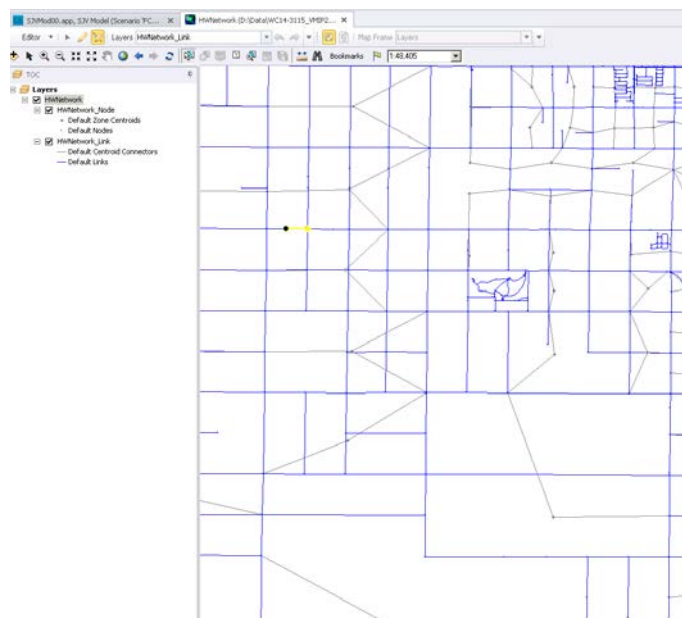 SJVMod00.app, SJV Model (Scenario 'FC... HWNetwork (D:\Data\WC14-3115_VMIP2...
Editor Layers HWNetwork_Link Map Frame Layers
Bookmarks 1:48,405
TOC
Layers
HWNetwork
HWNetwork_Node
Default Zone Centroids
Default Nodes
HWNetwork_Link
Default Centroid Connectors
Default Links